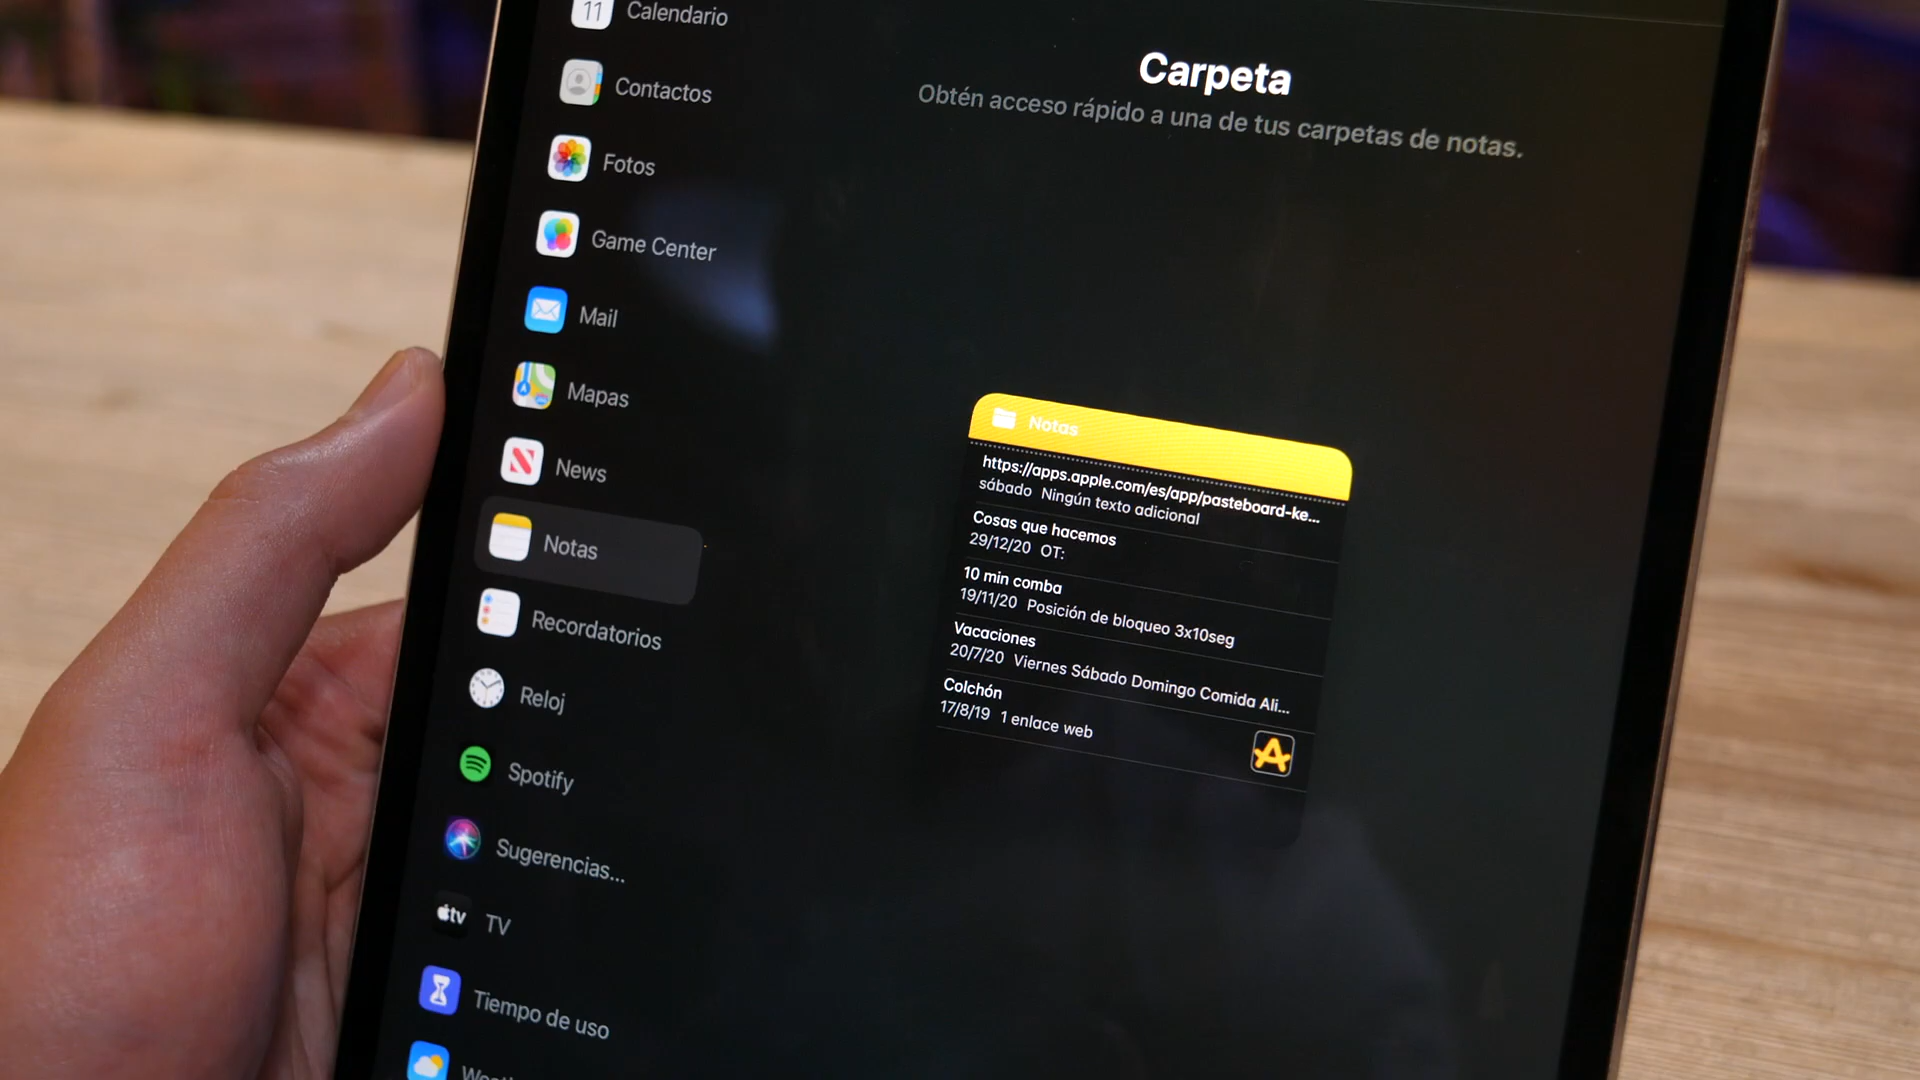 11
Calendario
Contactos
Fotos
Game Center
Mail
Mapas
News
Notas
Recordatorios
Reloj
Spotify
Sugerencias...
tv
TV
Tiempo de uso
Carpeta
Obtén acceso rápido a una de tus carpetas de notas.
Notas
https://apps.apple.com/es/app/pasteboard-ke...
sábado Ningún texto adicional
Cosas que hacemos
29/12/20 OT:
10 min comba
19/11/20 Posición de bloqueo 3x10seg
Vacaciones
20/7/20 Viernes Sábado Domingo Comida Ali...
Colchón
17/8/19 1 enlace web